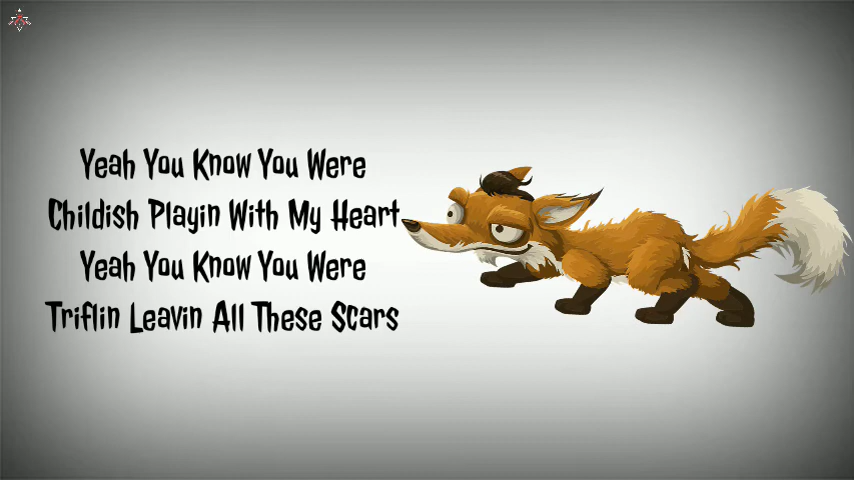 Yeah You Know You Were
Childish Playin With My Heart
Yeah You Know You Were
Triflin Leavin All These Scars